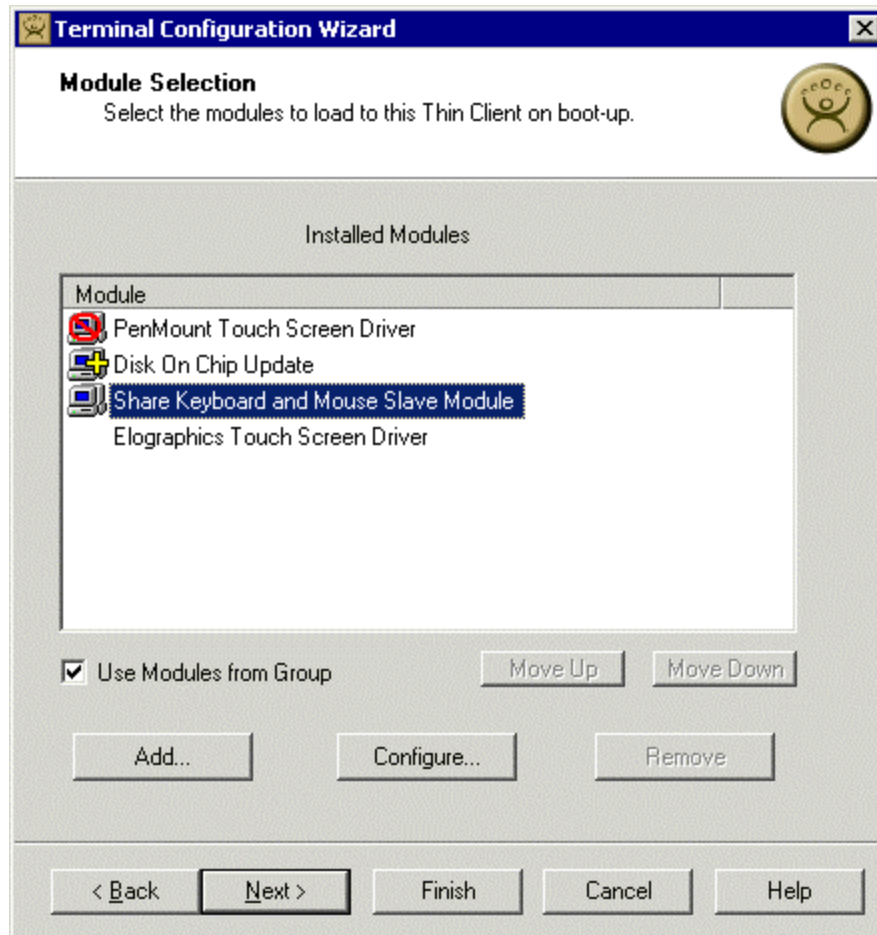 Terminal Configuration Wizard
Module Selection
Select the modules to load to this Thin Client on boot-up.
Installed Modules
Module
PenMount Touch Screen Driver
Disk On Chip Update
Share Keyboard and Mouse Slave Module
Elographics Touch Screen Driver
Use Modules from Group
Move Up
Move Down
Add...
Configure...
Remove
< Back
Next >
Finish
Cancel
Help